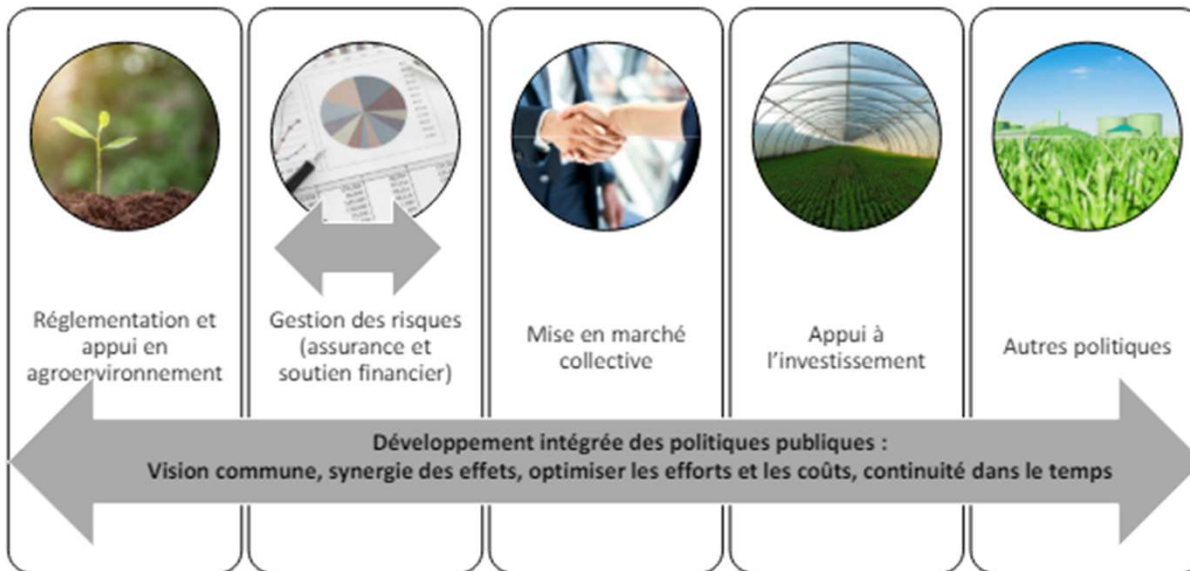 Réglementation et
appui en
agroenvironnement
Gestion des risques
(assurance et
soutien financier)
Mise en marché
collective
Appui à
l'investissement
Autres politiques
Développement intégrée des politiques publiques :
Vision commune, synergie des effets, optimiser les efforts et les coûts, continuité dans le temps